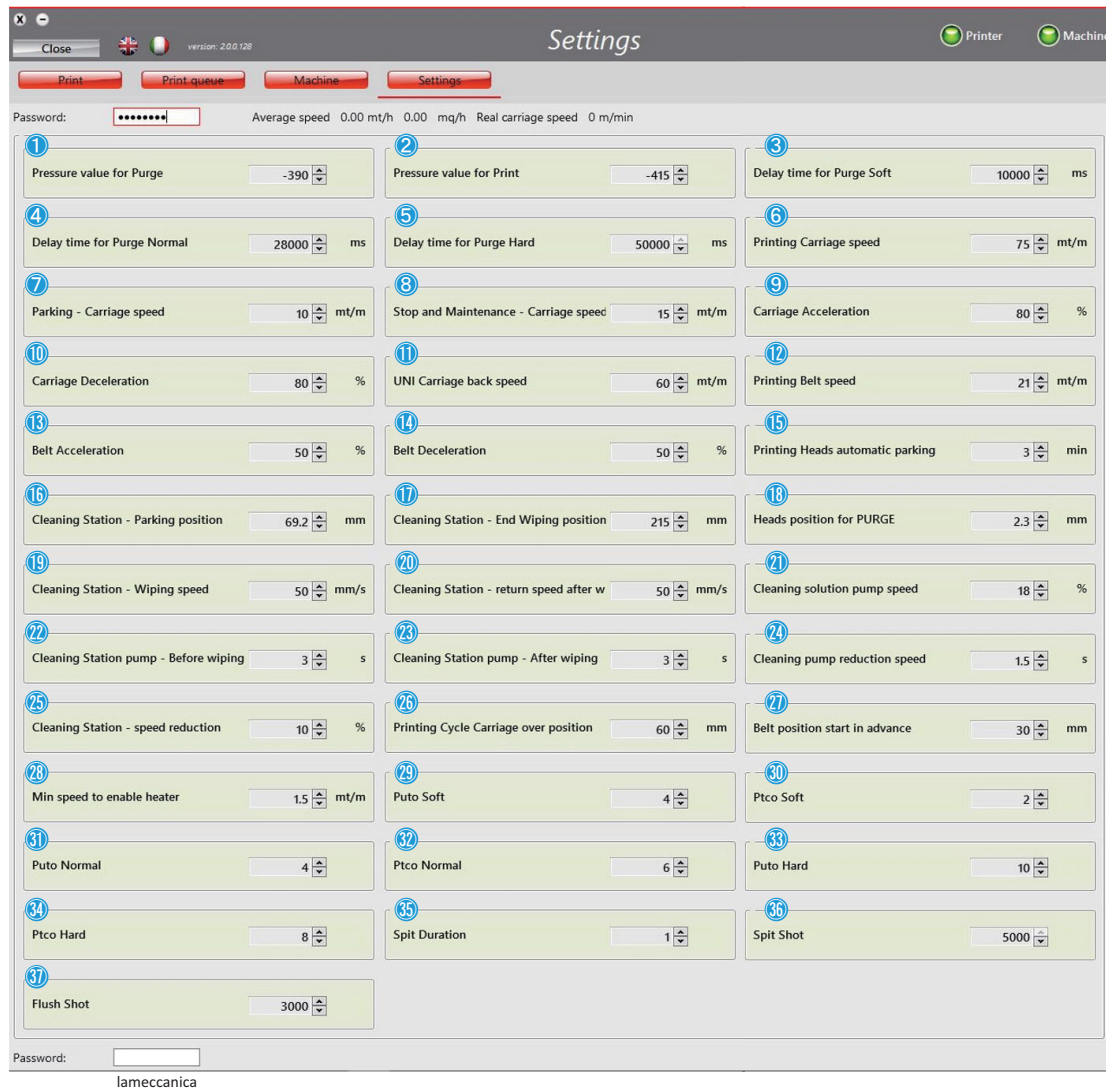 X –
Close version: 2.0.0.128 Settings Printer Machine
Print Print queue Machine Settings
Password: •••••••• Average speed 0.00 mt/h 0.00 mq/h Real carriage speed 0 m/min
1 2 3
Pressure value for Purge -390 Pressure value for Print -415 Delay time for Purge Soft 10000 ms
4 5 6
Delay time for Purge Normal 28000 ms Delay time for Purge Hard 50000 ms Printing Carriage speed 75 mt/m
7 8 9
Parking - Carriage speed 10 mt/m Stop and Maintenance - Carriage speed 15 mt/m Carriage Acceleration 80 %
10 11 12
Carriage Deceleration 80 % UNI Carriage back speed 60 mt/m Printing Belt speed 21 mt/m
13 14 15
Belt Acceleration 50 % Belt Deceleration 50 % Printing Heads automatic parking 3 min
16 17 18
Cleaning Station - Parking position 69.2 mm Cleaning Station - End Wiping position 215 mm Heads position for PURGE 2.3 mm
19 20 21
Cleaning Station - Wiping speed 50 mm/s Cleaning Station - return speed after w 50 mm/s Cleaning solution pump speed 18 %
22 23 24
Cleaning Station pump - Before wiping 3 s Cleaning Station pump - After wiping 3 s Cleaning pump reduction speed 1.5 s
25 26 27
Cleaning Station - speed reduction 10 % Printing Cycle Carriage over position 60 mm Belt position start in advance 30 mm
28 29 30
Min speed to enable heater 1.5 mt/m Puto Soft 4 Ptco Soft 2
31 32 33
Puto Normal 4 Ptco Normal 6 Puto Hard 10
34 35 36
Ptco Hard 8 Spit Duration 1 Spit Shot 5000
37
Flush Shot 3000
Password:
lameccanica